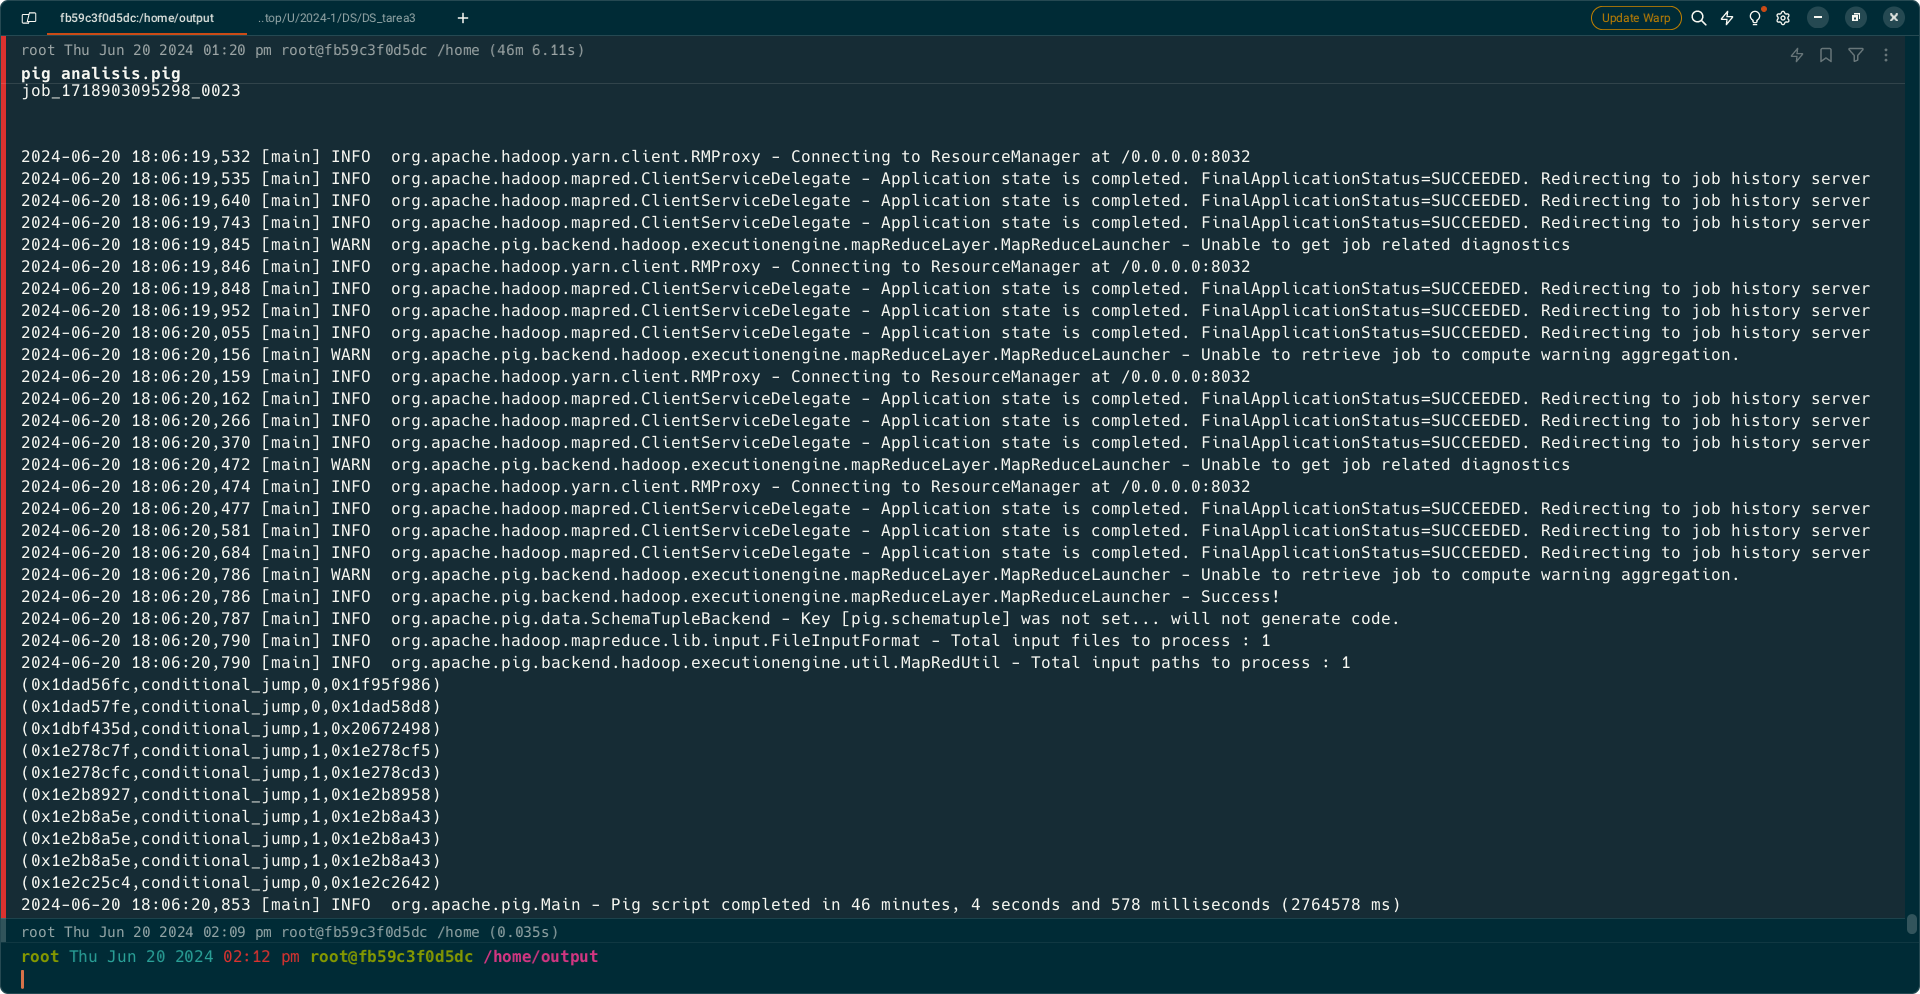 fb59c3f0d5dc:/home/output
..top/U/2024-1/DS/DS_tarea3
+
Update Warp
root Thu Jun 20 2024 01:20 pm root@fb59c3f0d5dc /home (46m 6.11s)
pig analisis.pig
job_1718903095298_0023
2024-06-20 18:06:19,532 [main] INFO  org.apache.hadoop.yarn.client.RMProxy - Connecting to ResourceManager at /0.0.0.0:8032
2024-06-20 18:06:19,535 [main] INFO  org.apache.hadoop.mapred.ClientServiceDelegate - Application state is completed. FinalApplicationStatus=SUCCEEDED. Redirecting to job history server
2024-06-20 18:06:19,640 [main] INFO  org.apache.hadoop.mapred.ClientServiceDelegate - Application state is completed. FinalApplicationStatus=SUCCEEDED. Redirecting to job history server
2024-06-20 18:06:19,743 [main] INFO  org.apache.hadoop.mapred.ClientServiceDelegate - Application state is completed. FinalApplicationStatus=SUCCEEDED. Redirecting to job history server
2024-06-20 18:06:19,845 [main] WARN  org.apache.pig.backend.hadoop.executionengine.mapReduceLayer.MapReduceLauncher - Unable to get job related diagnostics
2024-06-20 18:06:19,846 [main] INFO  org.apache.hadoop.yarn.client.RMProxy - Connecting to ResourceManager at /0.0.0.0:8032
2024-06-20 18:06:19,848 [main] INFO  org.apache.hadoop.mapred.ClientServiceDelegate - Application state is completed. FinalApplicationStatus=SUCCEEDED. Redirecting to job history server
2024-06-20 18:06:19,952 [main] INFO  org.apache.hadoop.mapred.ClientServiceDelegate - Application state is completed. FinalApplicationStatus=SUCCEEDED. Redirecting to job history server
2024-06-20 18:06:20,055 [main] INFO  org.apache.hadoop.mapred.ClientServiceDelegate - Application state is completed. FinalApplicationStatus=SUCCEEDED. Redirecting to job history server
2024-06-20 18:06:20,156 [main] WARN  org.apache.pig.backend.hadoop.executionengine.mapReduceLayer.MapReduceLauncher - Unable to retrieve job to compute warning aggregation.
2024-06-20 18:06:20,159 [main] INFO  org.apache.hadoop.yarn.client.RMProxy - Connecting to ResourceManager at /0.0.0.0:8032
2024-06-20 18:06:20,162 [main] INFO  org.apache.hadoop.mapred.ClientServiceDelegate - Application state is completed. FinalApplicationStatus=SUCCEEDED. Redirecting to job history server
2024-06-20 18:06:20,266 [main] INFO  org.apache.hadoop.mapred.ClientServiceDelegate - Application state is completed. FinalApplicationStatus=SUCCEEDED. Redirecting to job history server
2024-06-20 18:06:20,370 [main] INFO  org.apache.hadoop.mapred.ClientServiceDelegate - Application state is completed. FinalApplicationStatus=SUCCEEDED. Redirecting to job history server
2024-06-20 18:06:20,472 [main] WARN  org.apache.pig.backend.hadoop.executionengine.mapReduceLayer.MapReduceLauncher - Unable to get job related diagnostics
2024-06-20 18:06:20,474 [main] INFO  org.apache.hadoop.yarn.client.RMProxy - Connecting to ResourceManager at /0.0.0.0:8032
2024-06-20 18:06:20,477 [main] INFO  org.apache.hadoop.mapred.ClientServiceDelegate - Application state is completed. FinalApplicationStatus=SUCCEEDED. Redirecting to job history server
2024-06-20 18:06:20,581 [main] INFO  org.apache.hadoop.mapred.ClientServiceDelegate - Application state is completed. FinalApplicationStatus=SUCCEEDED. Redirecting to job history server
2024-06-20 18:06:20,684 [main] INFO  org.apache.hadoop.mapred.ClientServiceDelegate - Application state is completed. FinalApplicationStatus=SUCCEEDED. Redirecting to job history server
2024-06-20 18:06:20,786 [main] WARN  org.apache.pig.backend.hadoop.executionengine.mapReduceLayer.MapReduceLauncher - Unable to retrieve job to compute warning aggregation.
2024-06-20 18:06:20,786 [main] INFO  org.apache.pig.backend.hadoop.executionengine.mapReduceLayer.MapReduceLauncher - Success!
2024-06-20 18:06:20,787 [main] INFO  org.apache.pig.data.SchemaTupleBackend - Key [pig.schematuple] was not set... will not generate code.
2024-06-20 18:06:20,790 [main] INFO  org.apache.hadoop.mapreduce.lib.input.FileInputFormat - Total input files to process : 1
2024-06-20 18:06:20,790 [main] INFO  org.apache.pig.backend.hadoop.executionengine.util.MapRedUtil - Total input paths to process : 1
(0x1dad56fc,conditional_jump,0,0x1f95f986)
(0x1dad57fe,conditional_jump,0,0x1dad58d8)
(0x1dbf435d,conditional_jump,1,0x20672498)
(0x1e278c7f,conditional_jump,1,0x1e278cf5)
(0x1e278cfc,conditional_jump,1,0x1e278cd3)
(0x1e2b8927,conditional_jump,1,0x1e2b8958)
(0x1e2b8a5e,conditional_jump,1,0x1e2b8a43)
(0x1e2b8a5e,conditional_jump,1,0x1e2b8a43)
(0x1e2b8a5e,conditional_jump,1,0x1e2b8a43)
(0x1e2c25c4,conditional_jump,0,0x1e2c2642)
2024-06-20 18:06:20,853 [main] INFO  org.apache.pig.Main - Pig script completed in 46 minutes, 4 seconds and 578 milliseconds (2764578 ms)
root Thu Jun 20 2024 02:09 pm root@fb59c3f0d5dc /home (0.035s)
root Thu Jun 20 2024 02:12 pm root@fb59c3f0d5dc /home/output